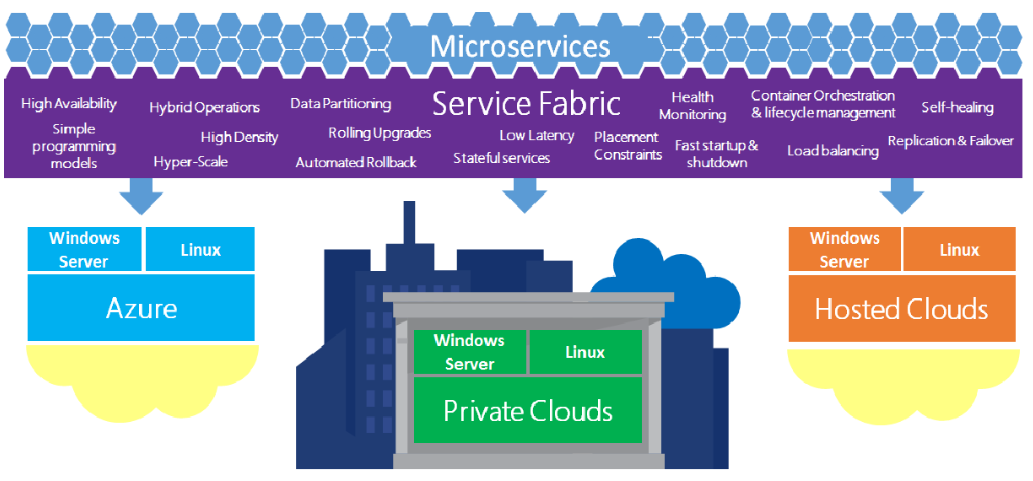 Microservices
High Availability
Hybrid Operations
Data Partitioning
Service Fabric
Health
Monitoring
Container Orchestration
& lifecycle management
Self-healing
Simple
programming
models
High Density
Rolling Upgrades
Low Latency
Placement
Constraints
Fast startup &
shutdown
Load balancing
Replication & Failover
Hyper-Scale
Automated Rollback
Stateful services
Windows
Server
Linux
Azure
Windows
Server
Linux
Private Clouds
Windows
Server
Linux
Hosted Clouds